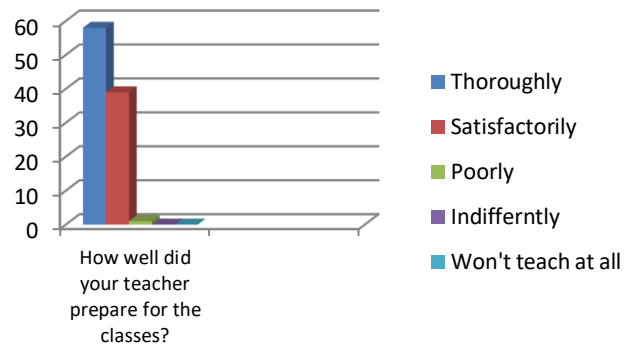 60
50
40
30
20
10
0
How well did
your teacher
prepare for the
classes?
Thoroughly
Satisfactorily
Poorly
Indifferntly
Won't teach at all